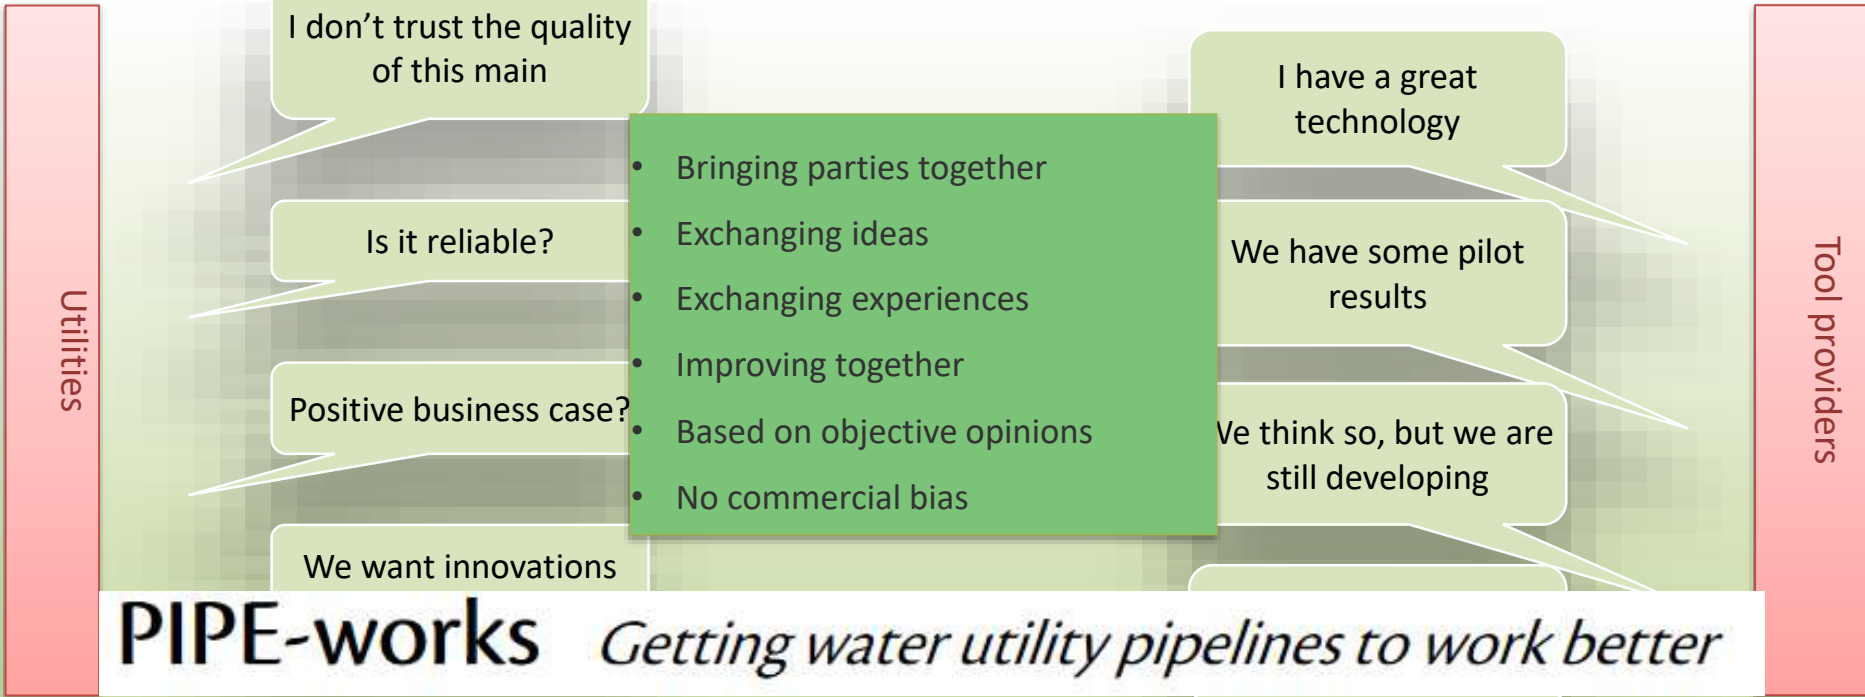 Utilities
I don’t trust the quality
of this main
Is it reliable?
Positive business case?
We want innovations
• Bringing parties together
• Exchanging ideas
• Exchanging experiences
• Improving together
• Based on objective opinions
• No commercial bias
I have a great
technology
We have some pilot
results
We think so, but we are
still developing
Tool providers
PIPE-works Getting water utility pipelines to work better